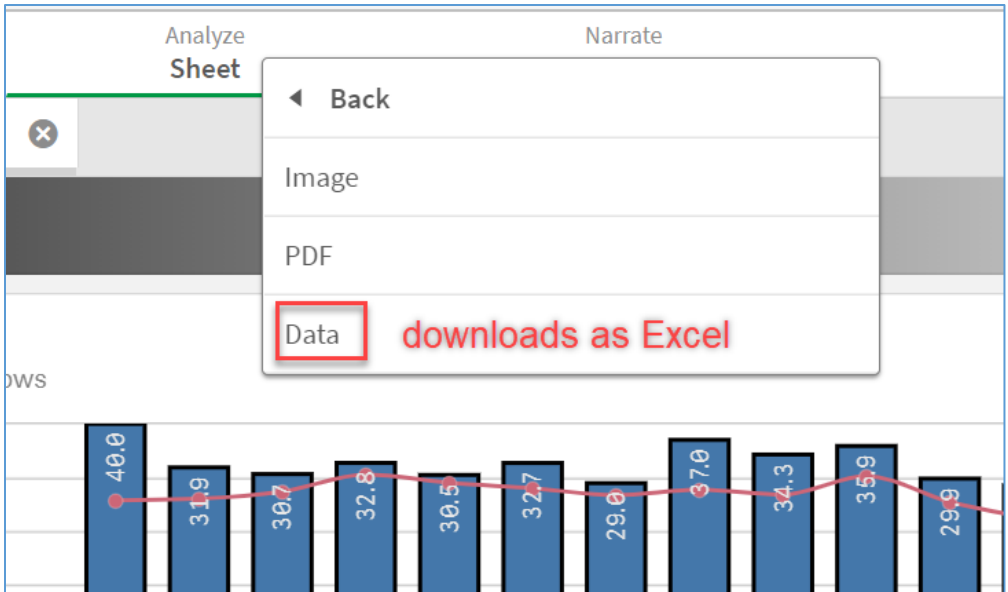 Analyze
Narrate
Sheet
Back
Image
PDF
Data
downloads as Excel
ows
40.0
31.9
30.7
32.8
30.5
32.7
29.0
37.0
34.3
35.9
29.9